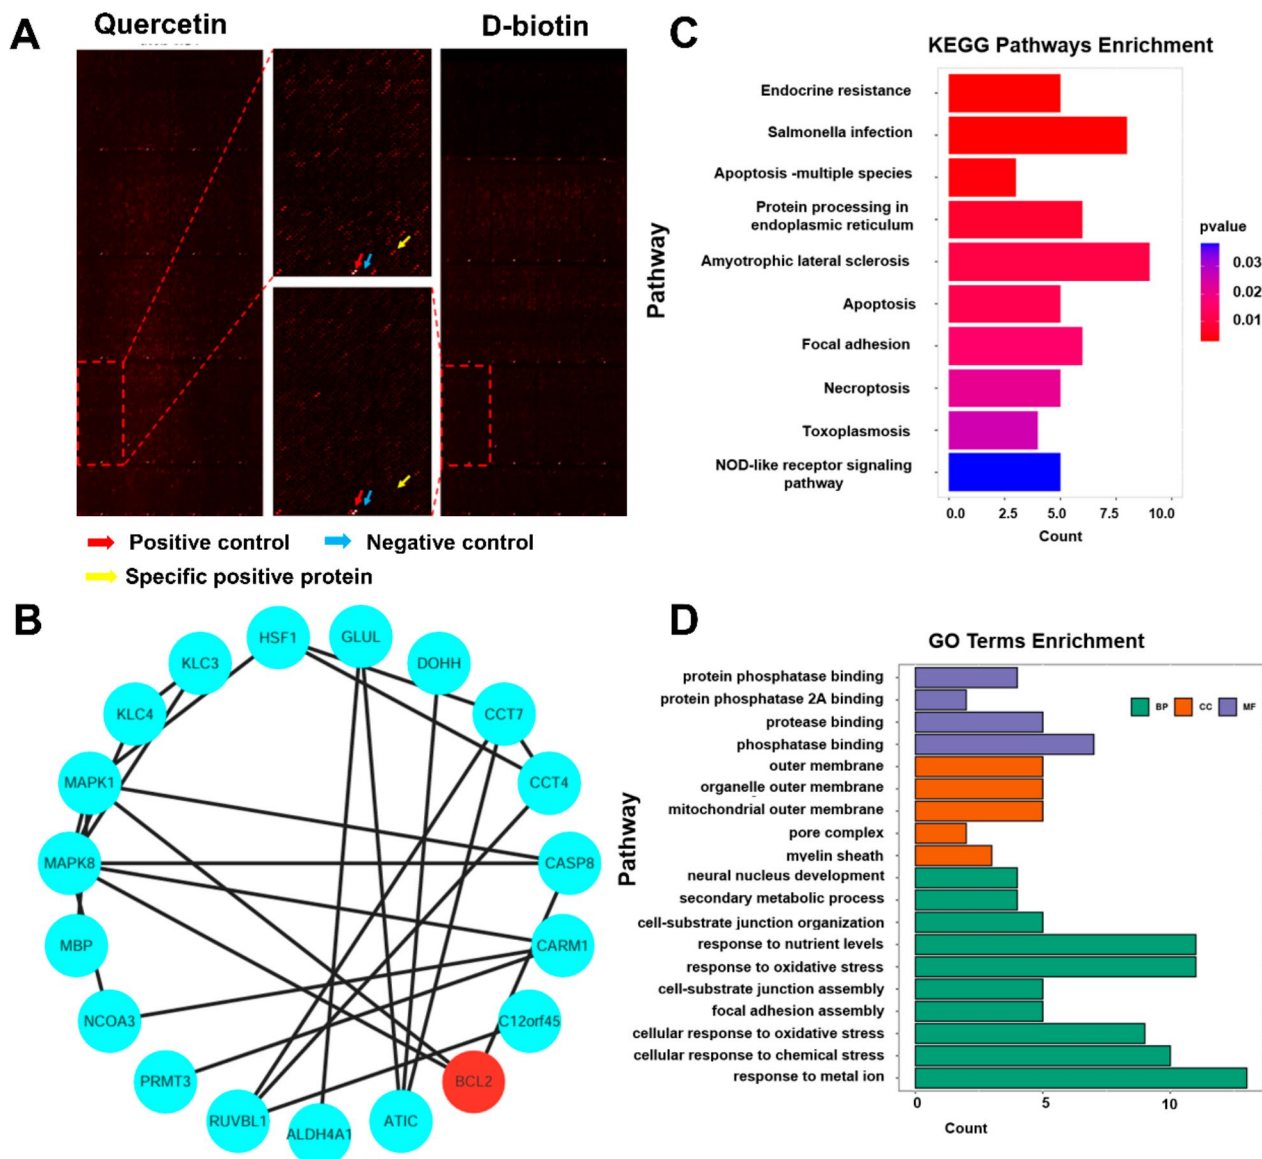 A
Quercetin
D-biotin
Positive control
Negative control
Specific positive protein
B
HSF1
GLUL
KLC3
DOHH
KLC4
CCT7
MAPK1
CCT4
MAPK8
CASP8
MBP
CARM1
NCOA3
C12orf45
PRMT3
BCL2
RUVBL1
ALDH4A1
ATIC
C
KEGG Pathways Enrichment
Pathway
Endocrine resistance
Salmonella infection
Apoptosis -multiple species
Protein processing in
endoplasmic reticulum
Amyotrophic lateral sclerosis
Apoptosis
Focal adhesion
Necroptosis
Toxoplasmosis
NOD-like receptor signaling
pathway
0.0 2.5 5.0 7.5 10.0
Count
pvalue
0.03
0.02
0.01
D
GO Terms Enrichment
Pathway
protein phosphatase binding
protein phosphatase 2A binding
protease binding
phosphatase binding
outer membrane
organelle outer membrane
mitochondrial outer membrane
pore complex
myelin sheath
neural nucleus development
secondary metabolic process
cell-substrate junction organization
response to nutrient levels
response to oxidative stress
cell-substrate junction assembly
focal adhesion assembly
cellular response to oxidative stress
cellular response to chemical stress
response to metal ion
0 5 10
Count
BP CC MF